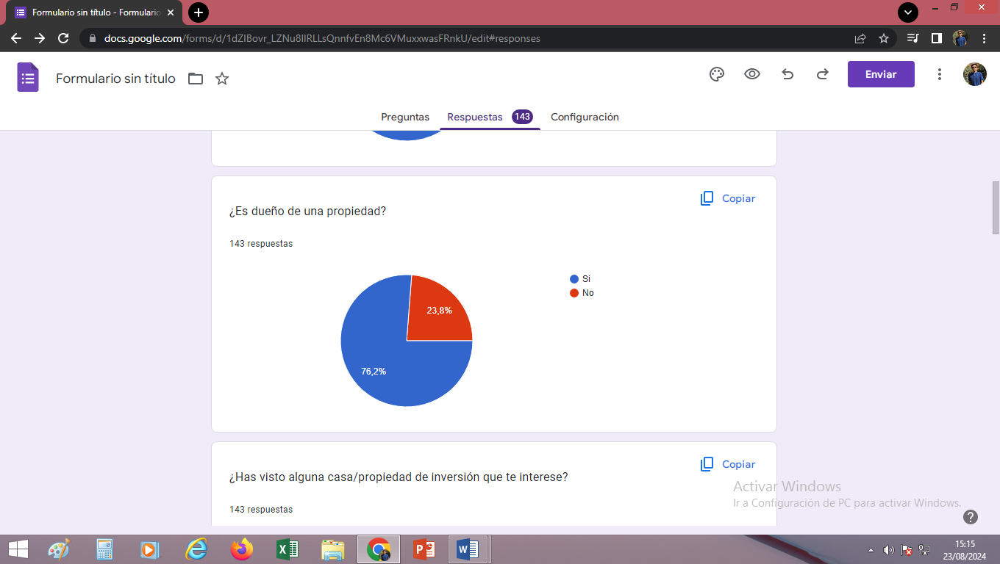 Formulario sin título - Formulario
docs.google.com/forms/d/1dZIBovr_LZNu8IlRLLsQnnfvEn8Mc6VMuxxwasFRnkU/edit#responses
Formulario sin título
Enviar
Preguntas
Respuestas 143
Configuración
Copiar
¿Es dueño de una propiedad?
143 respuestas
Si
No
23,8%
76,2%
Copiar
¿Has visto alguna casa/propiedad de inversión que te interese?
143 respuestas
Activar Windows
Ir a Configuración de PC para activar Windows.
15:15
23/08/2024